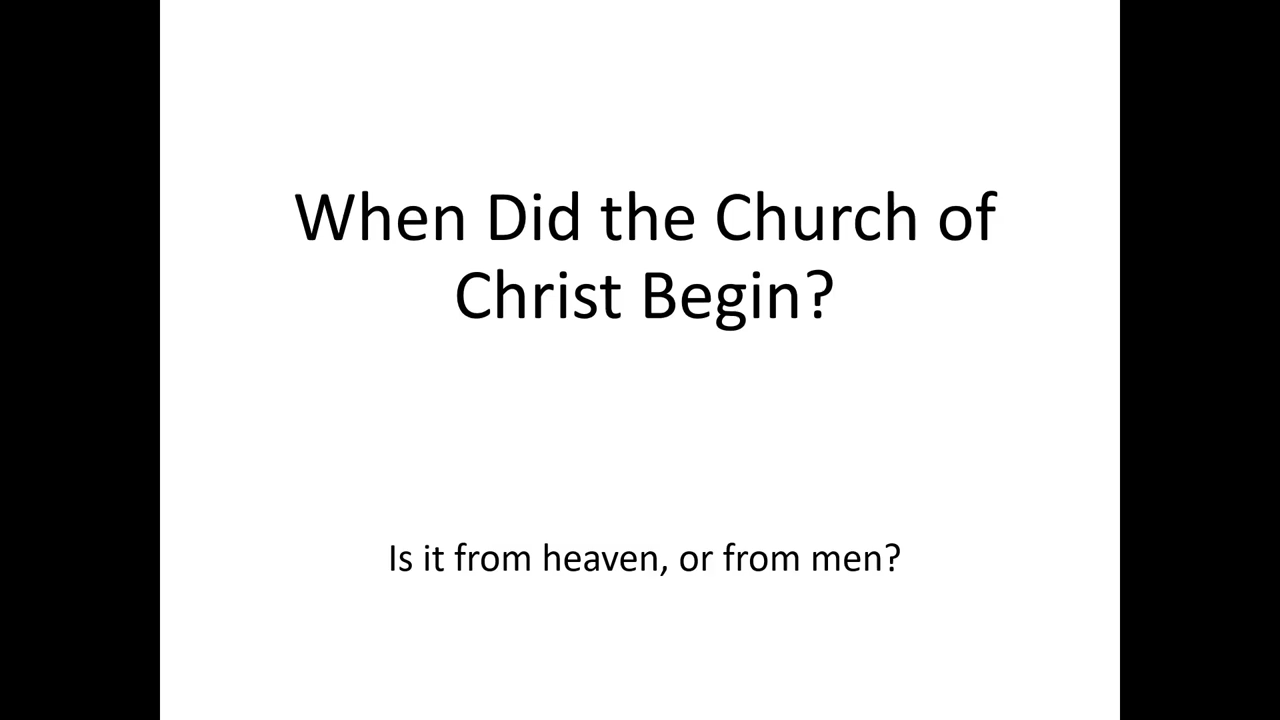 When Did the Church of
Christ Begin?
Is it from heaven, or from men?